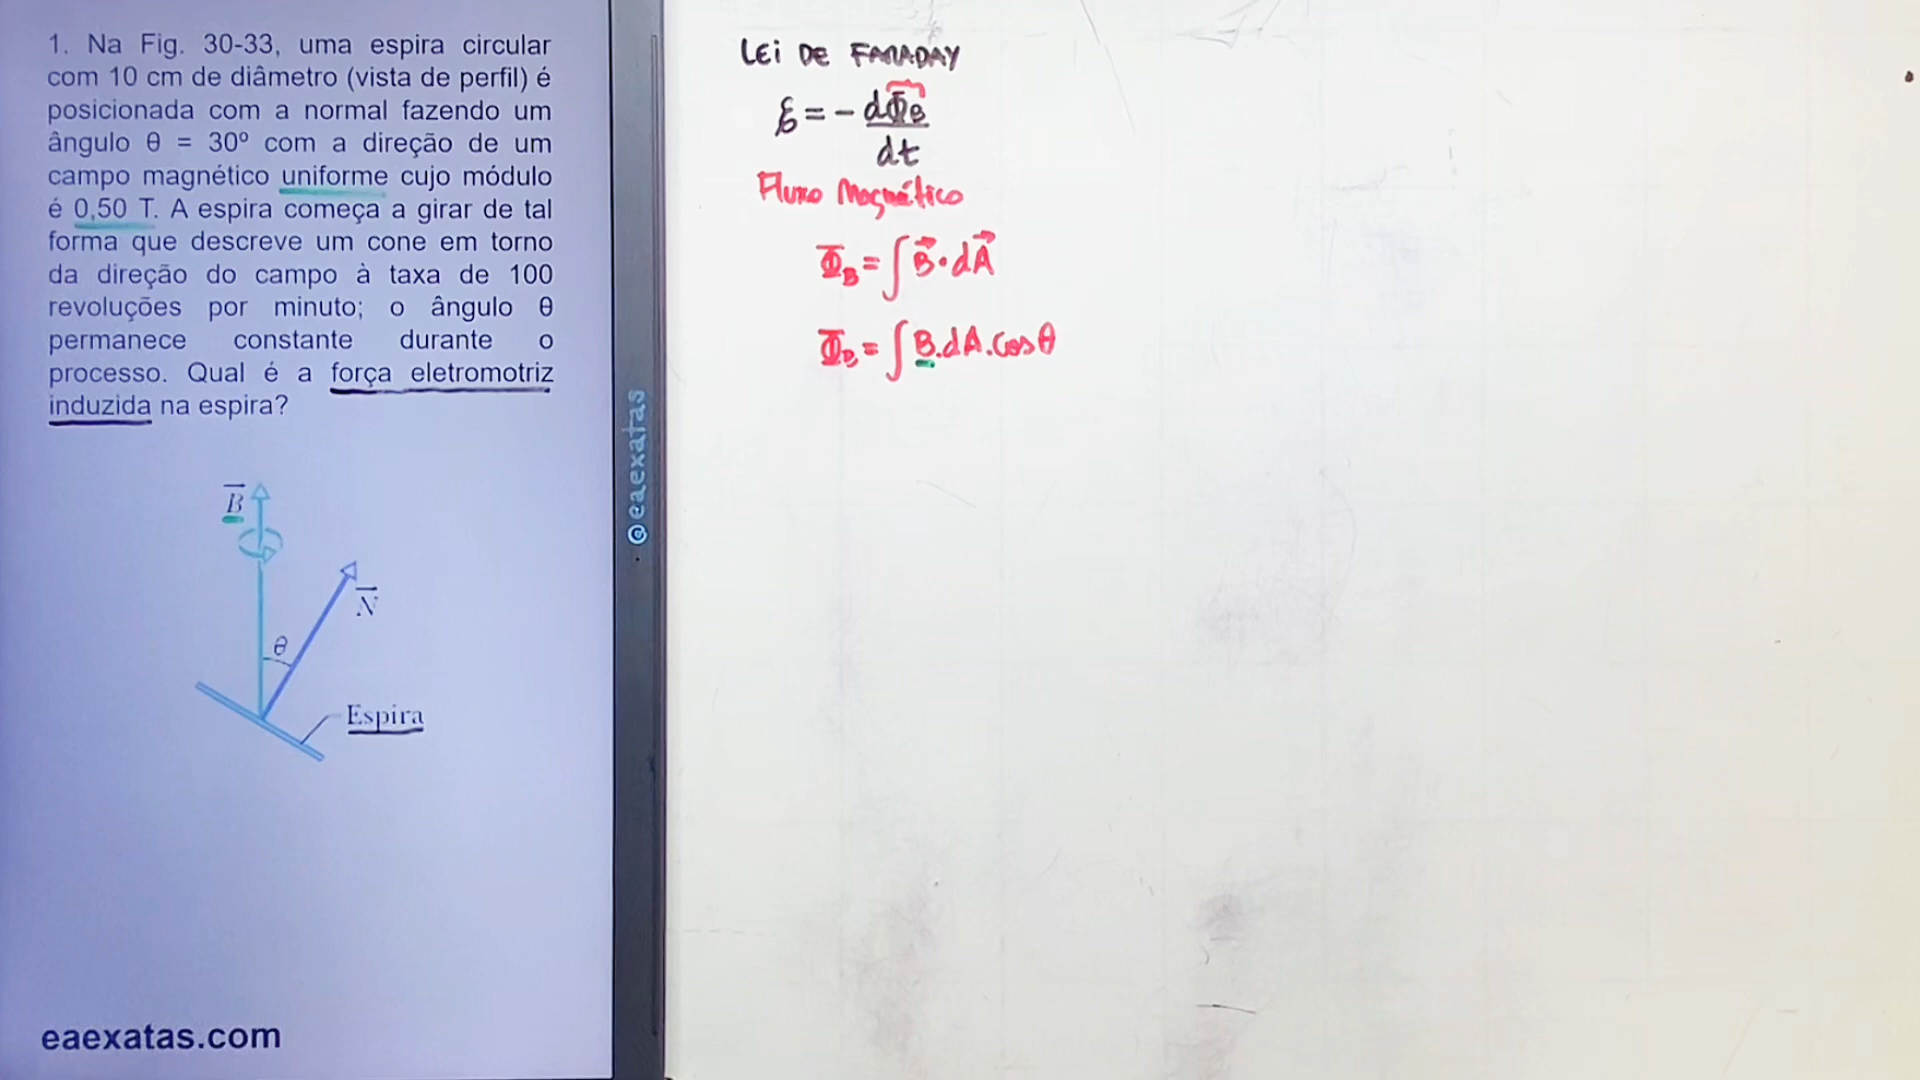 1. Na Fig. 30-33, uma espira circular
com 10 cm de diâmetro (vista de perfil) é
posicionada com a normal fazendo um
ângulo θ = 30º com a direção de um
campo magnético uniforme cujo módulo
é 0,50 T. A espira começa a girar de tal
forma que descreve um cone em torno
da direção do campo à taxa de 100
revoluções por minuto; o ângulo θ
permanece constante durante o
processo. Qual é a força eletromotriz
induzida na espira?
B
N
θ
Espira
eaexatas.com
@eaexatas
LEI DE FARADAY
ℰ = - dΦB
dt
Fluxo Magnético
ΦB = ∫ B⃗ · dA⃗
ΦB = ∫ B.dA.cosθ